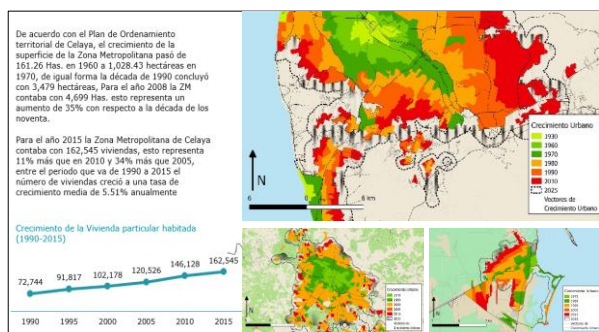 De acuerdo con el Plan de Ordenamiento
territorial de Celaya, el crecimiento de la
superficie de la Zona Metropolitana pasó de
161.26 Has. en 1960 a 1,028.43 hectáreas en
1970, de igual forma la década de 1990 concluyó
con 3,479 hectáreas, Para el año 2008 la ZM
contaba con 4,699 Has. esto representa un
aumento de 35% con respecto a la década de los
noventa.
Para el año 2015 la Zona Metropolitana de Celaya
contaba con 162,545 viviendas, esto representa
11% más que en 2010 y 34% más que 2005,
entre el periodo que va de 1990 a 2015 el
número de viviendas creció a una tasa de
crecimiento media de 5.51% anualmente
Crecimiento de la Vivienda particular habitada
(1990-2015)
72,744 91,817 102,178 120,526 146,128 162,545
1990 1995 2000 2005 2010 2015
N
6 0 6 km
Crecimiento Urbano
1930
1960
1970
1980
1990
2010
2025
Vectores de
Crecimiento Urbano
N
Crecimiento Urbano
N
Crecimiento Urbano